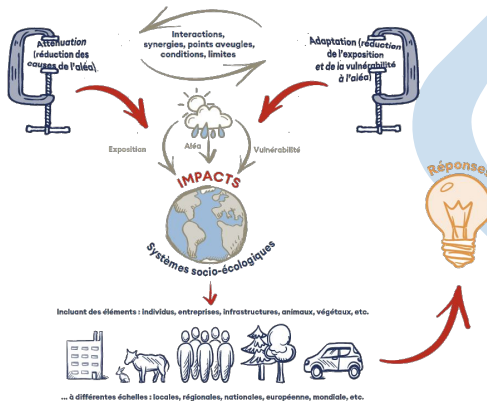 Atténuation
(réduction des
causes de l'aléa)
Interactions,
synergies, points aveugles,
conditions, limites
Adaptation (réduction
de l'exposition
et de la vulnérabilité
à l'aléa)
Exposition
Aléa
Vulnérabilité
IMPACTS
Systèmes socio-écologiques
Réponses
Incluant des éléments : individus, entreprises, infrastructures, animaux, végétaux, etc.
... à différentes échelles : locales, régionales, nationales, européenne, mondiale, etc.